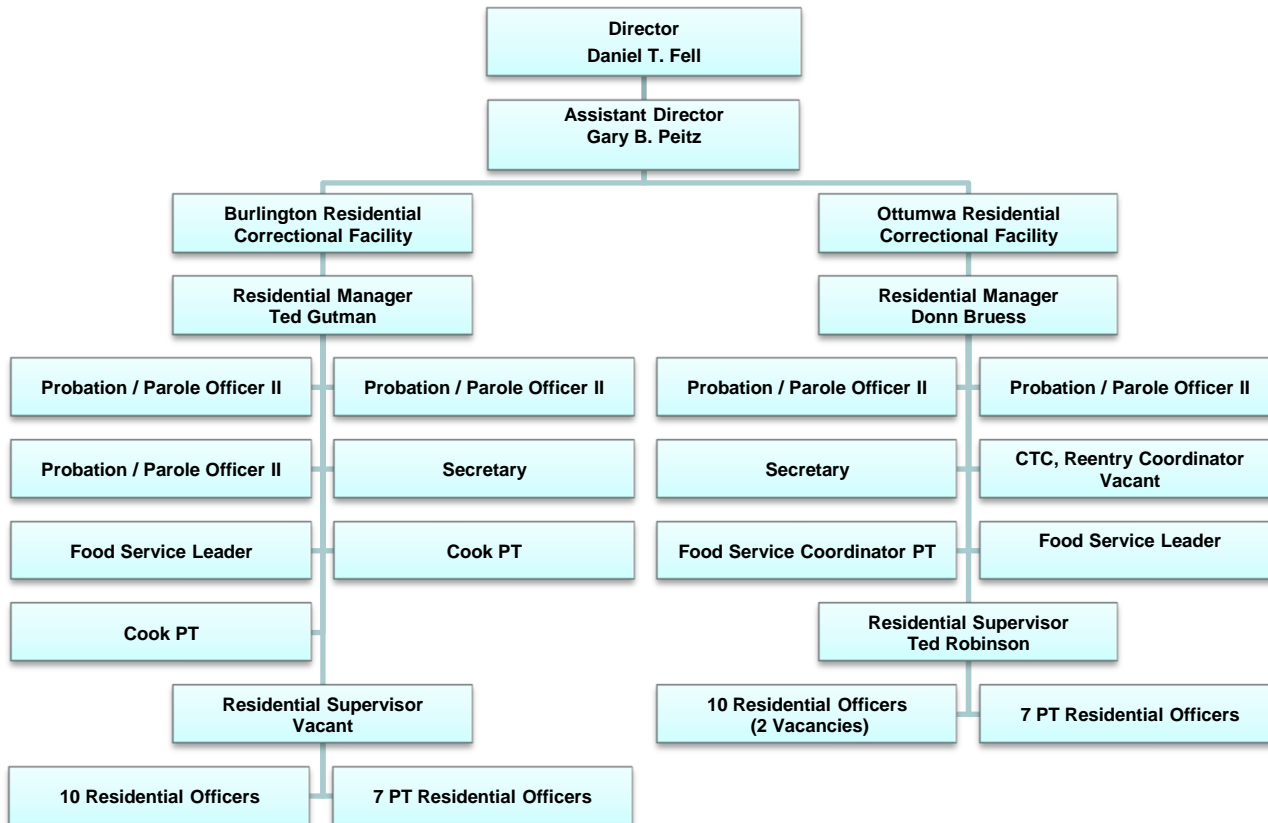 Director
Daniel T. Fell
Assistant Director
Gary B. Peitz
Burlington Residential
Correctional Facility
Residential Manager
Ted Gutman
Probation / Parole Officer II
Probation / Parole Officer II
Probation / Parole Officer II
Secretary
Food Service Leader
Cook PT
Cook PT
Residential Supervisor
Vacant
10 Residential Officers
7 PT Residential Officers
Ottumwa Residential
Correctional Facility
Residential Manager
Donn Bruess
Probation / Parole Officer II
Probation / Parole Officer II
Secretary
CTC, Reentry Coordinator
Vacant
Food Service Coordinator PT
Food Service Leader
Residential Supervisor
Ted Robinson
10 Residential Officers
(2 Vacancies)
7 PT Residential Officers